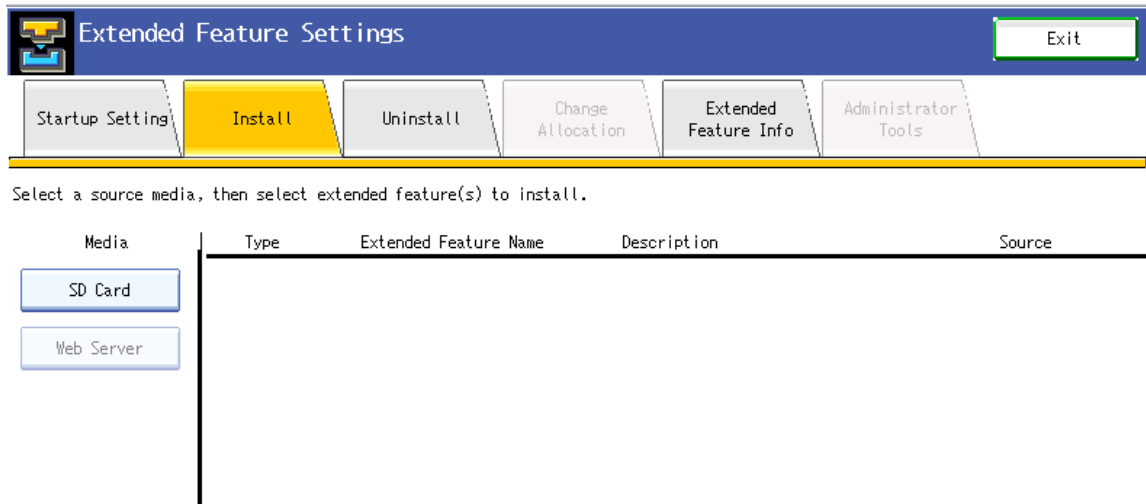 Extended Feature Settings
Exit
Startup Setting
Install
Uninstall
Change
Allocation
Extended
Feature Info
Administrator
Tools
Select a source media, then select extended feature(s) to install.
Media
Type
Extended Feature Name
Description
Source
SD Card
Web Server